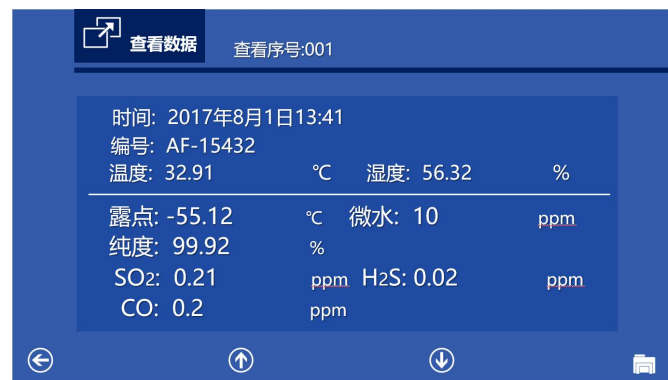 查看数据 查看序号:001
时间: 2017年8月1日13:41
编号: AF-15432
温度: 32.91 ℃ 湿度: 56.32 %
露点: -55.12 ℃ 微水: 10 ppm
纯度: 99.92 %
SO2: 0.21 ppm H2S: 0.02 ppm
CO: 0.2 ppm